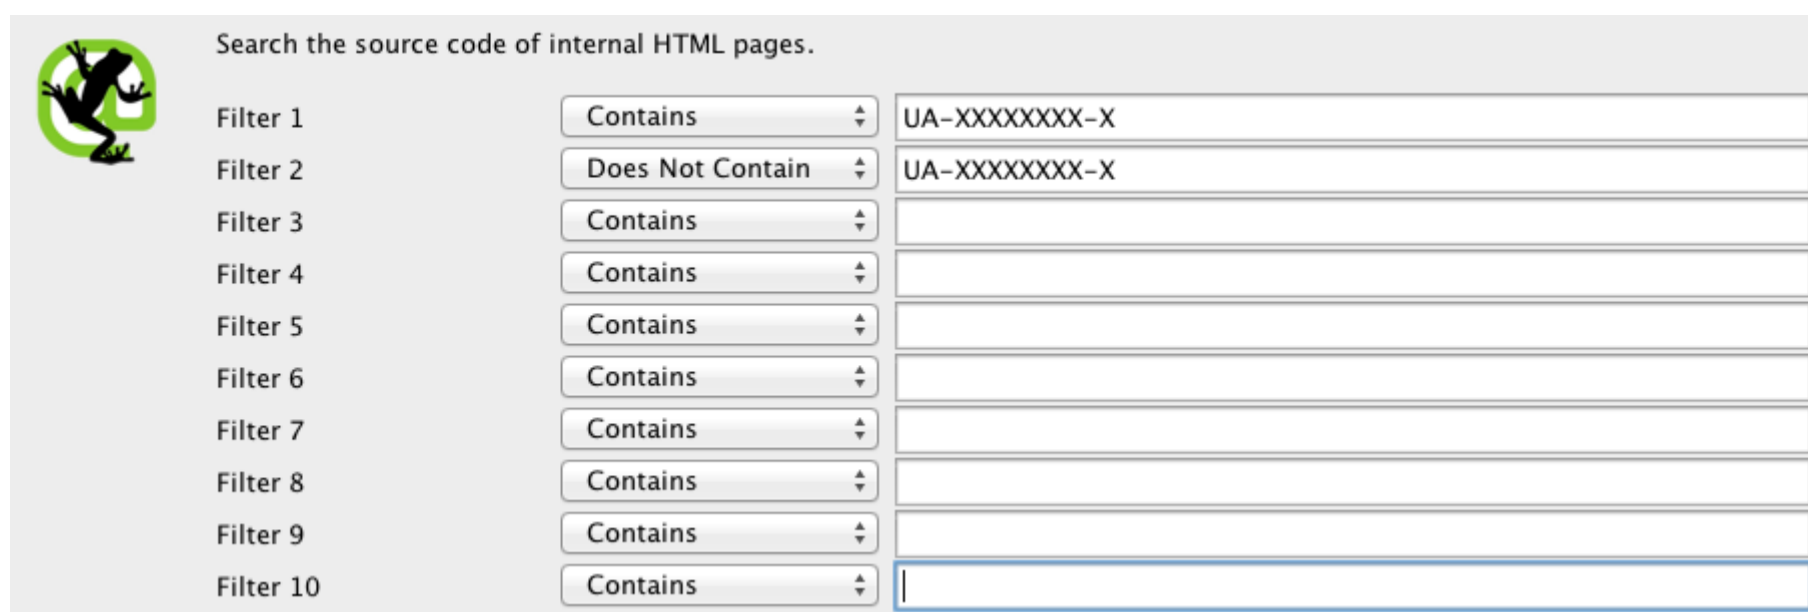 Search the source code of internal HTML pages.
Filter 1 Contains UA-XXXXXXXX-X
Filter 2 Does Not Contain UA-XXXXXXXX-X
Filter 3 Contains
Filter 4 Contains
Filter 5 Contains
Filter 6 Contains
Filter 7 Contains
Filter 8 Contains
Filter 9 Contains
Filter 10 Contains